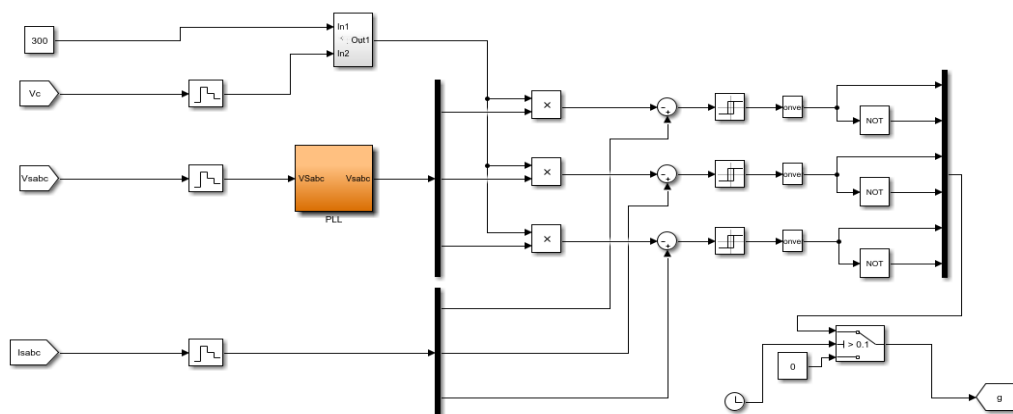 300
In1
Out1
In2
Vc
Vsabc
VSabc
Vsabc
PLL
Isabc
×
×
×
onve
onve
onve
NOT
NOT
NOT
> 0.1
0
g